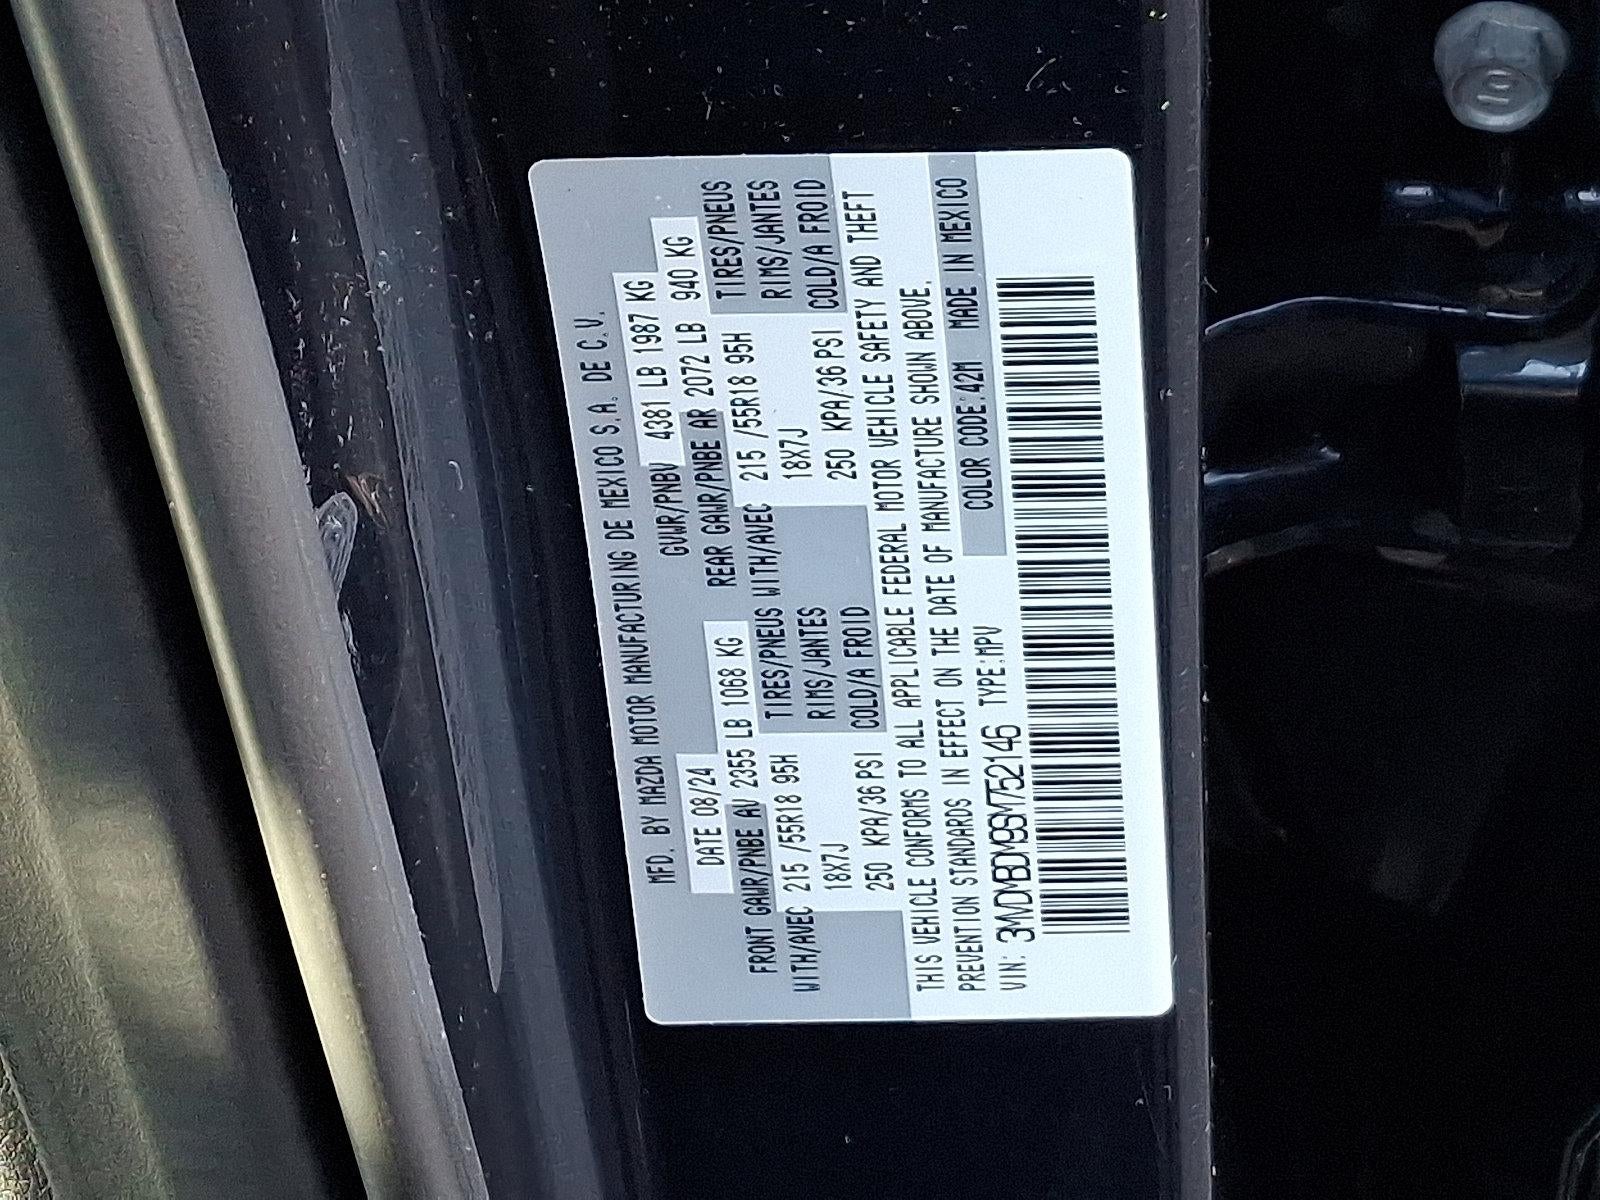 MFD. BY MAZDA MOTOR MANUFACTURING DE MEXICO S.A. DE C.V.
DATE 08/24 GVWR/PNBV 4381 LB 1987 KG
FRONT GAWR/PNBE AV 2355 LB 1068 KG REAR GAWR/PNBE AR 2072 LB 940 KG
WITH/AVEC 215 /55R18 95H TIRES/PNEUS WITH/AVEC 215 /55R18 95H TIRES/PNEUS
18X7J RIMS/JANTES 18X7J RIMS/JANTES
250 KPA/36 PSI COLD/A FROID 250 KPA/36 PSI COLD/A FROID
THIS VEHICLE CONFORMS TO ALL APPLICABLE FEDERAL MOTOR VEHICLE SAFETY AND THEFT
PREVENTION STANDARDS IN EFFECT ON THE DATE OF MANUFACTURE SHOWN ABOVE.
VIN: 3MVDMBDM9SM752146 TYPE:MPV COLOR CODE:42M MADE IN MEXICO
10